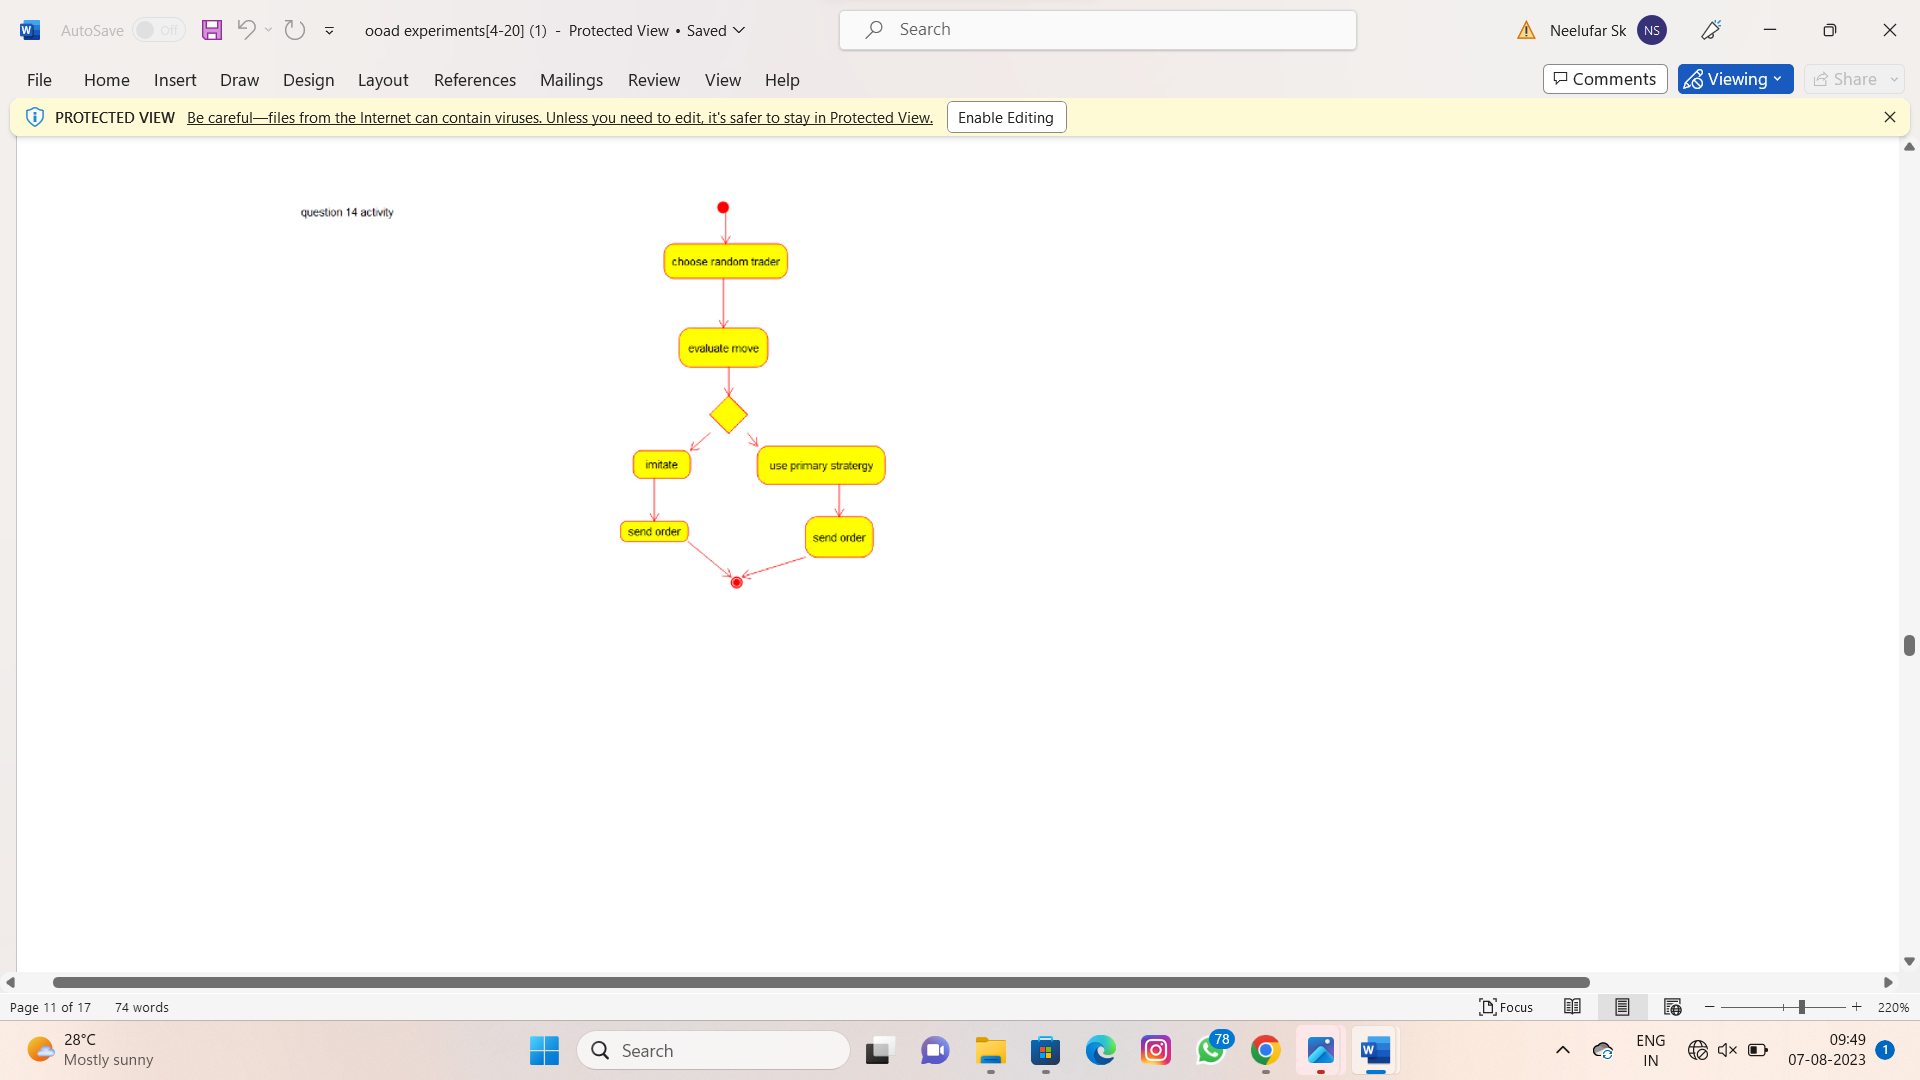 AutoSave Off ooad experiments[4-20] (1) - Protected View • Saved Search Neelufar Sk NS
File Home Insert Draw Design Layout References Mailings Review View Help Comments Viewing Share
PROTECTED VIEW Be careful—files from the Internet can contain viruses. Unless you need to edit, it's safer to stay in Protected View. Enable Editing
question 14 activity
choose random trader
evaluate move
imitate use primary stratergy
send order send order
Page 11 of 17 74 words Focus 220%
28°C
Mostly sunny
Search
78
ENG
IN
09:49
07-08-2023
1